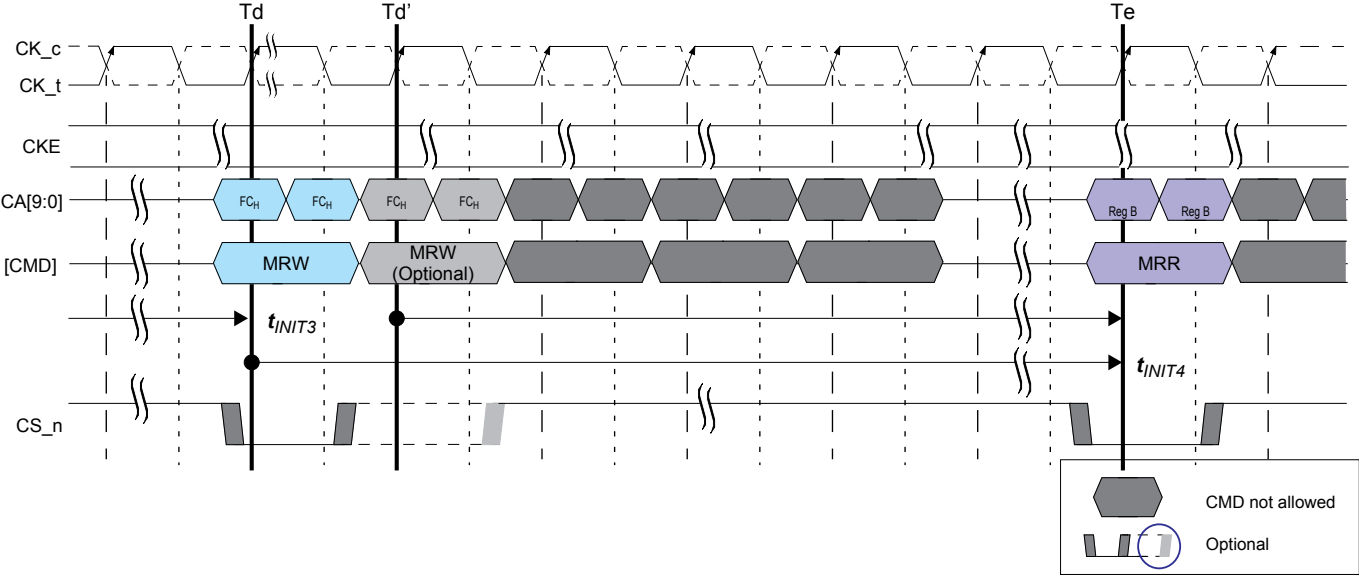 Td Td’ Te
CK_c
CK_t
CKE
CA[9:0] FCH FCH FCH FCH Reg B Reg B
[CMD] MRW MRW (Optional) MRR
tINIT3
tINIT4
CS_n
CMD not allowed
Optional